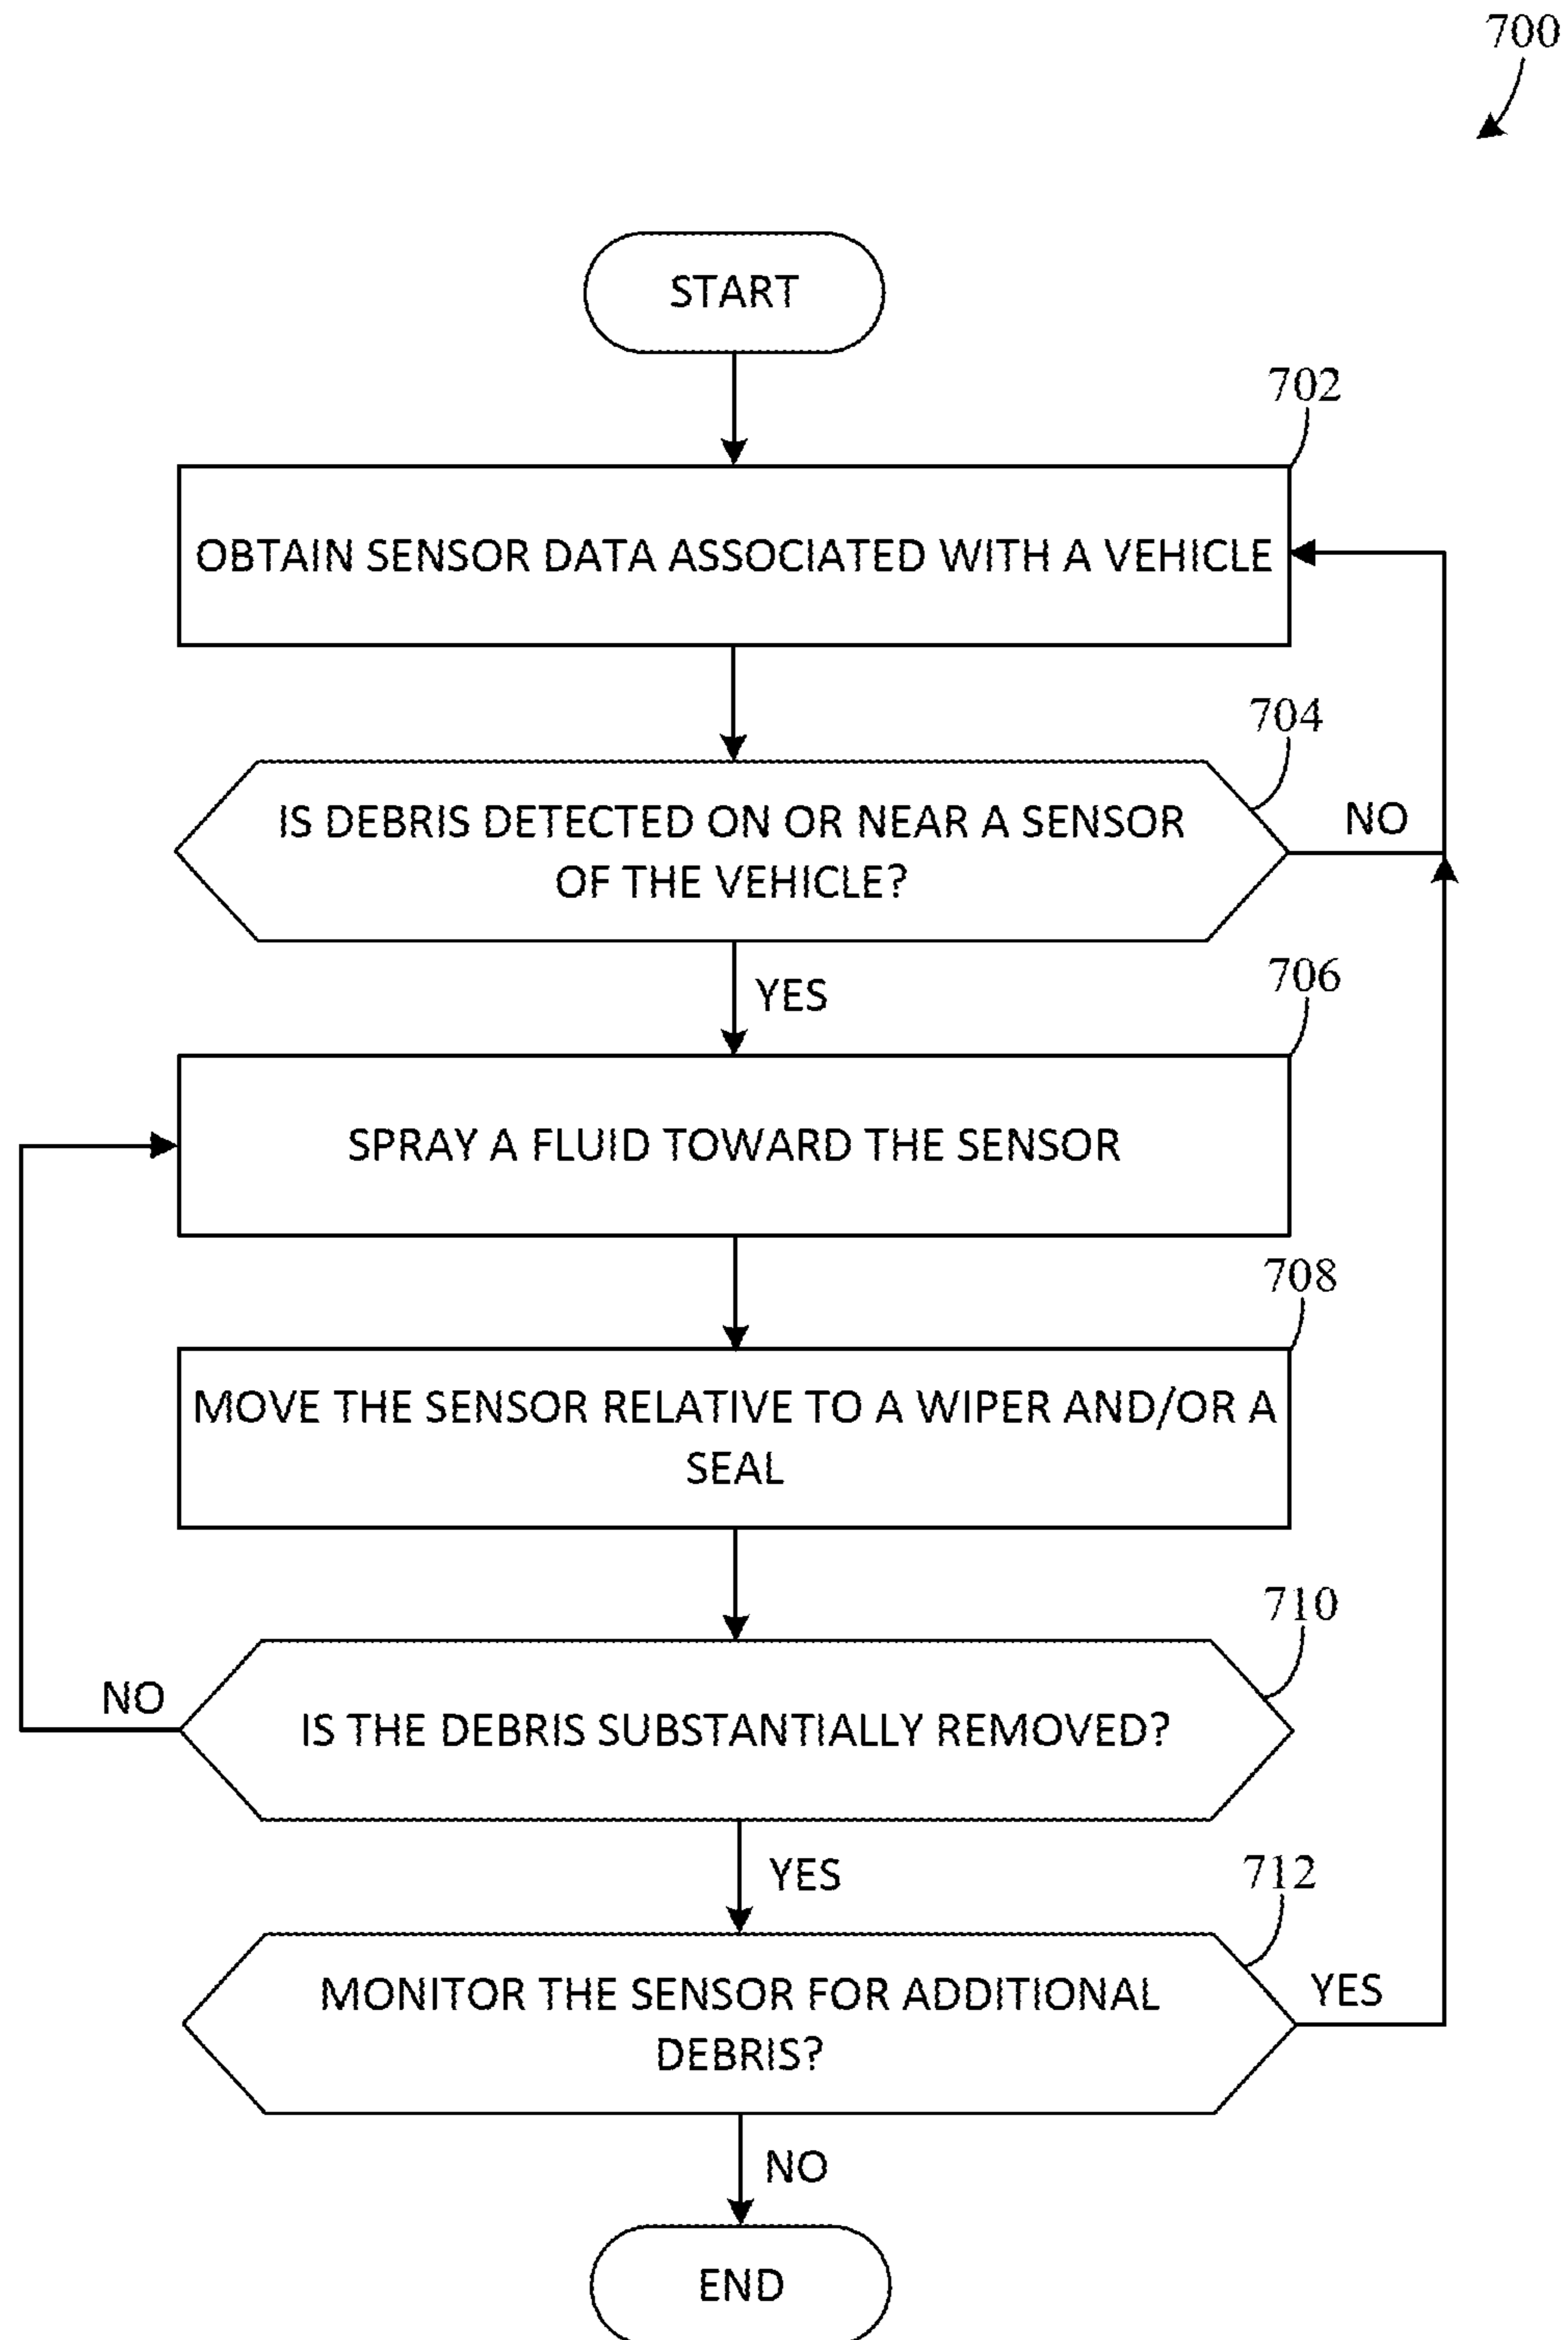 700
START
702
OBTAIN SENSOR DATA ASSOCIATED WITH A VEHICLE
704
IS DEBRIS DETECTED ON OR NEAR A SENSOR
OF THE VEHICLE?
NO
YES
706
SPRAY A FLUID TOWARD THE SENSOR
708
MOVE THE SENSOR RELATIVE TO A WIPER AND/OR A
SEAL
710
NO
IS THE DEBRIS SUBSTANTIALLY REMOVED?
YES
712
MONITOR THE SENSOR FOR ADDITIONAL
DEBRIS?
YES
NO
END